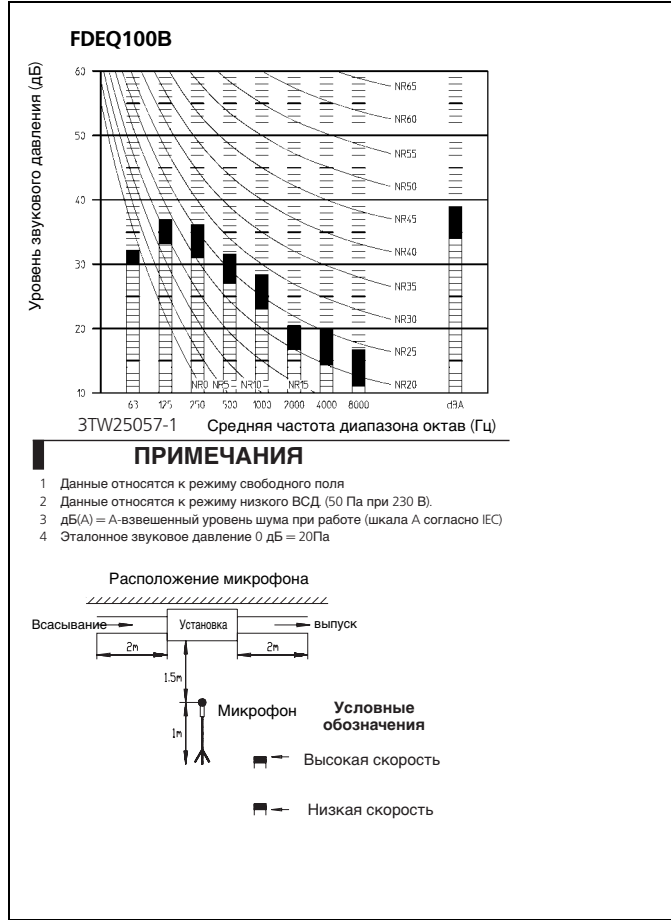 FDEQ100B
Уровень звукового давления (дБ)
60
50
40
30
20
10
NR65
NR60
NR55
NR50
NR45
NR40
NR35
NR30
NR25
NR20
NR0 NR5 NR10 NR15
63 125 250 500 1000 2000 4000 8000 dBA
3TW25057-1 Средняя частота диапазона октав (Гц)
ПРИМЕЧАНИЯ
1 Данные относятся к режиму свободного поля
2 Данные относятся к режиму низкого ВСД. (50 Па при 230 В).
3 дБ(А) = А-взвешенный уровень шума при работе (шкала А согласно IEC)
4 Эталонное звуковое давление 0 дБ = 20Па
Расположение микрофона
Всасывание Установка выпуск
2m 2m
1.5m
Микрофон
1m
Условные
обозначения
Высокая скорость
Низкая скорость